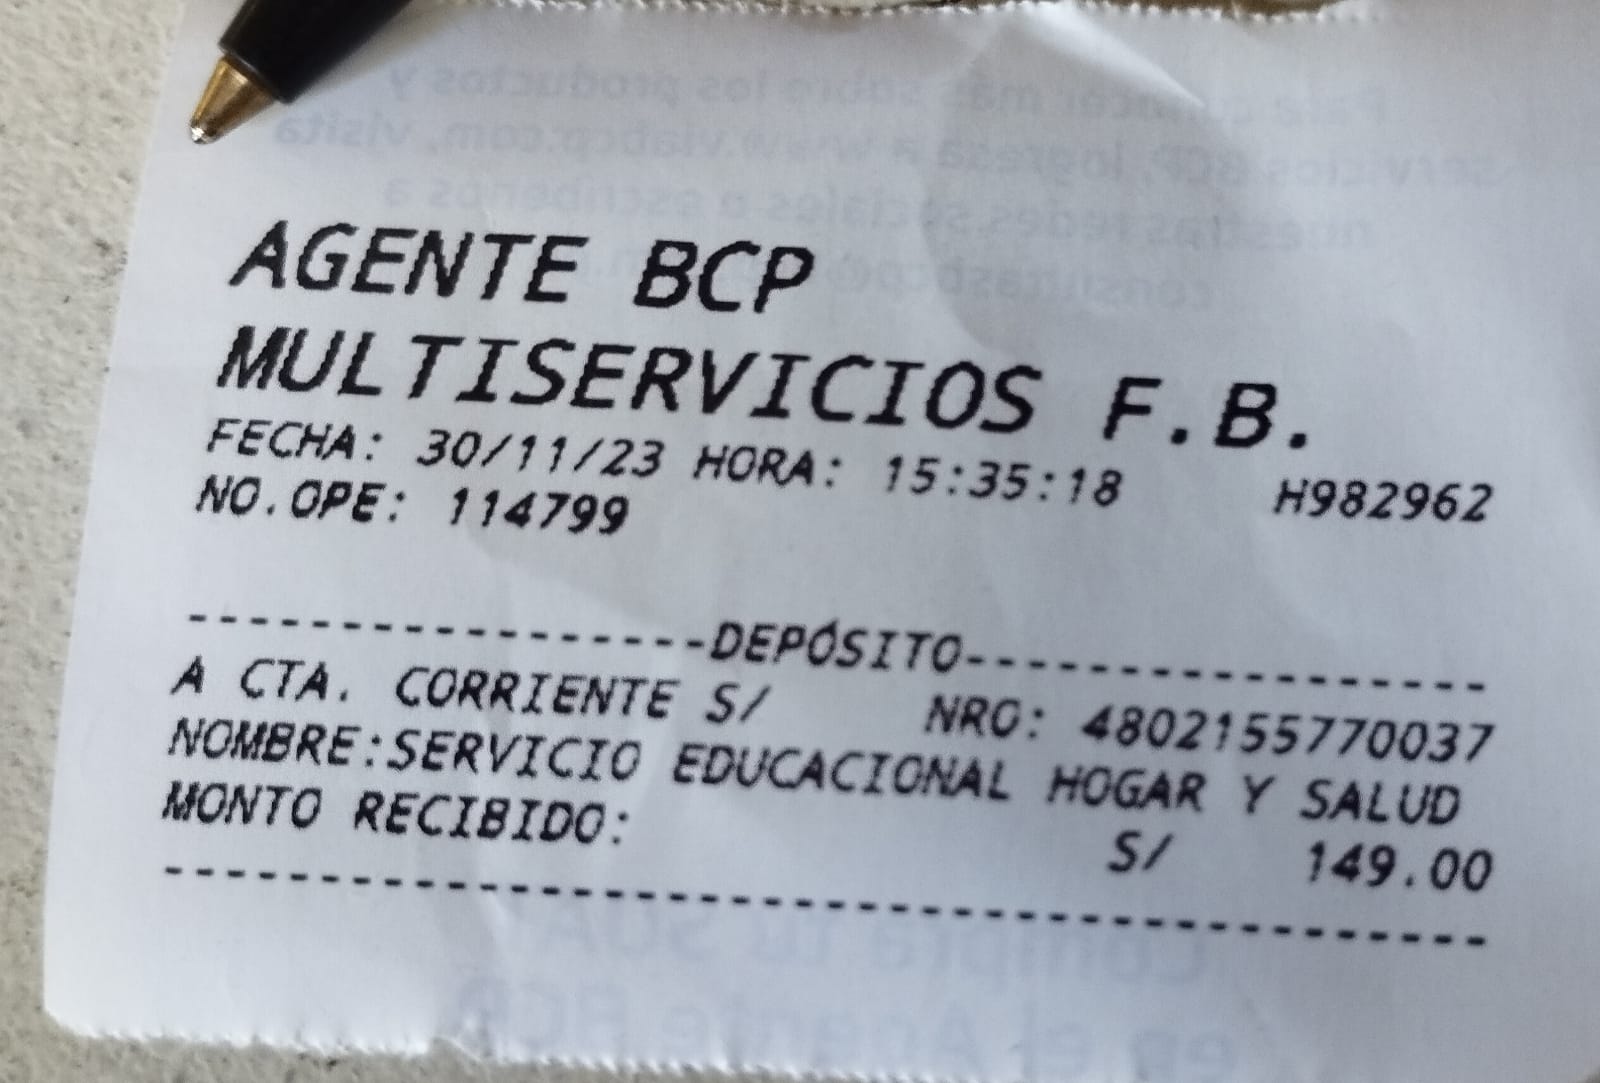 AGENTE BCP
MULTISERVICIOS F.B.
FECHA: 30/11/23 HORA: 15:35:18 H982962
NO.OPE: 114799
-----------------DEPÓSITO-----------------
A CTA. CORRIENTE S/ NRO: 4802155770037
NOMBRE:SERVICIO EDUCACIONAL HOGAR Y SALUD
MONTO RECIBIDO: S/ 149.00
-------------------------------------------